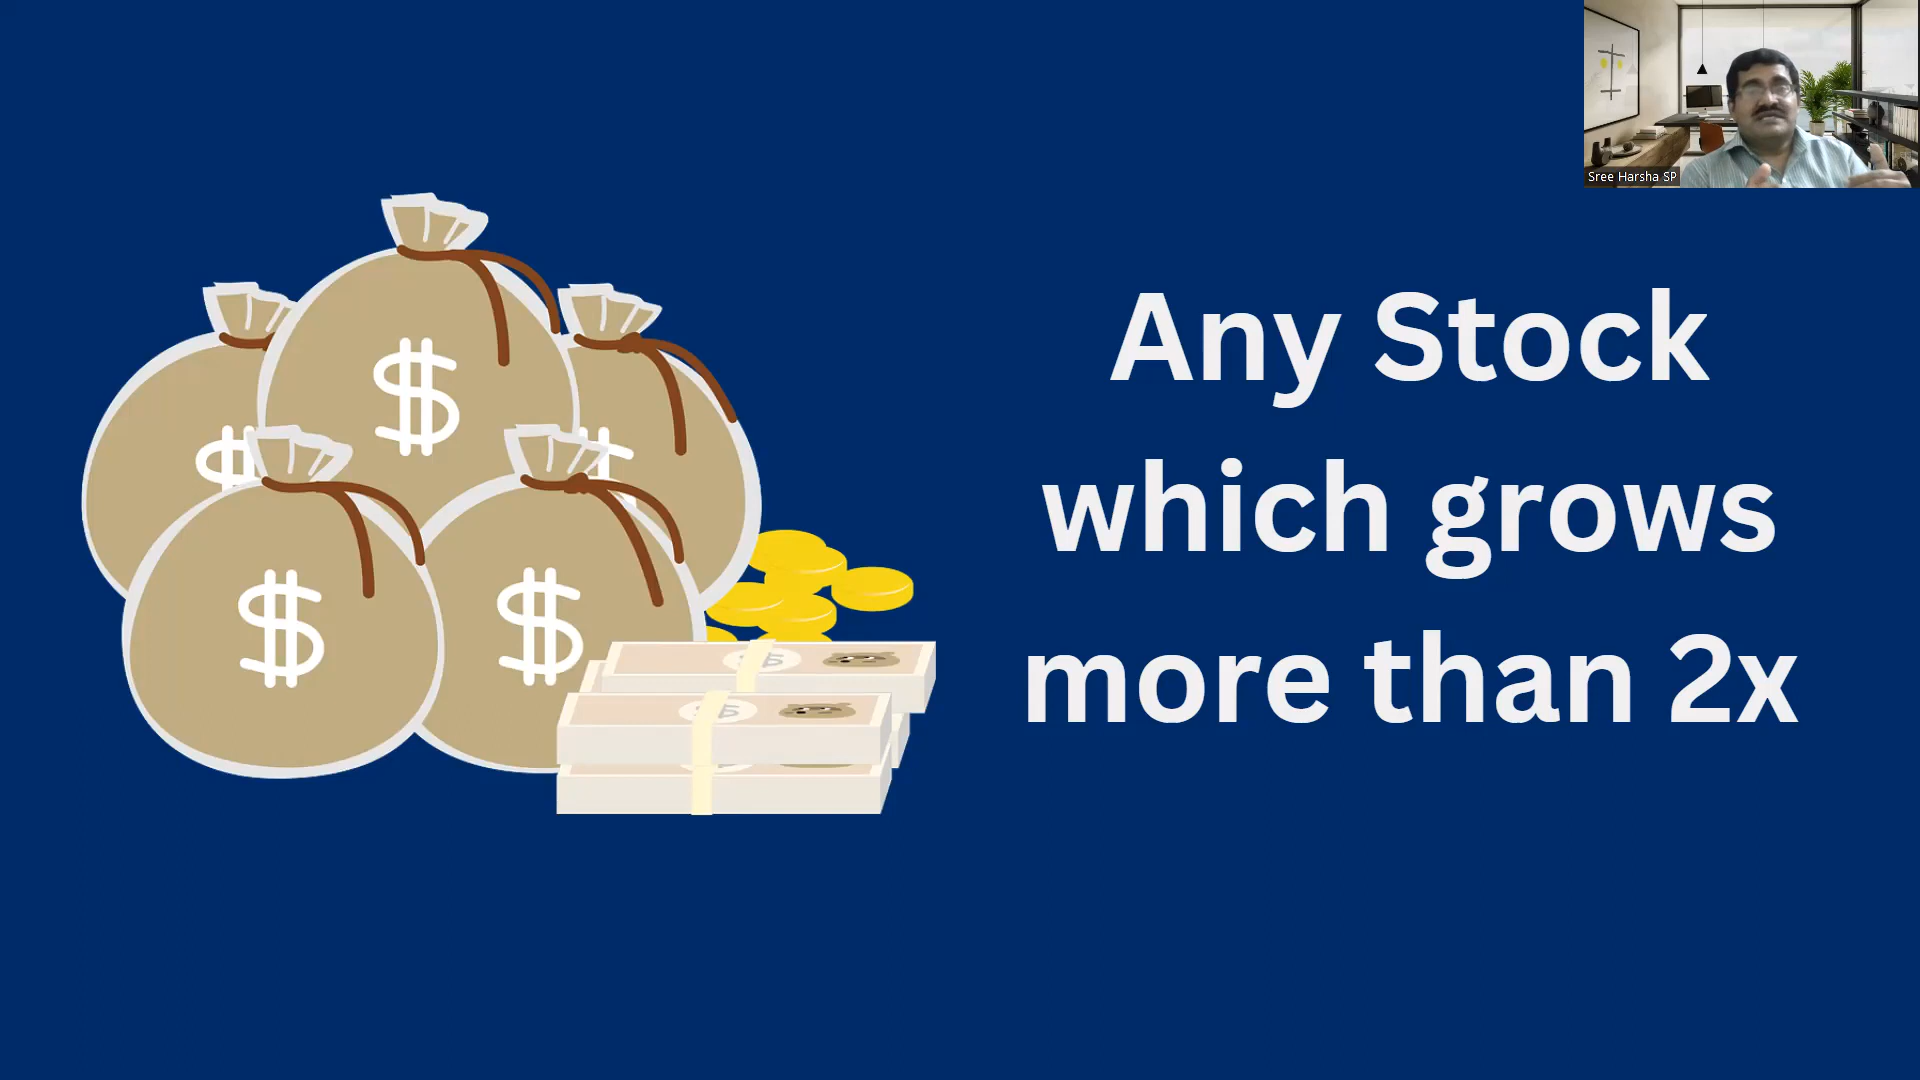 Sree Harsha SP
Any Stock
which grows
more than 2x
$
$
$
$
$